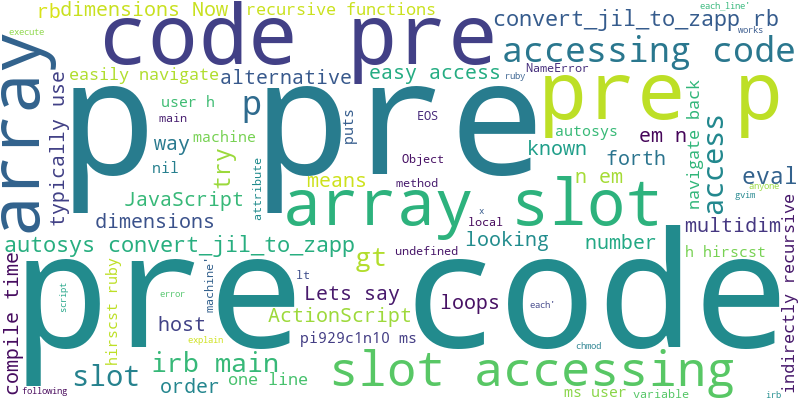 rb dimensions Now recursive functions each_line'
code pre convert_jil_to_zapp rb
execute works
accessing code
array easily navigate alternative easy access NameError
ruby
p pre pre p
typically use user h p puts EOS navigate back
main way machine autosys em n access
nil try Object known forth eval
means method n em
JavaScript attribute array slot
dimensions x local multidim
autosys convert_jil_to_zapp gt undefined looking number h hirscst
pre code
compile time script hirscst ruby error machine' lt Lets say loops each' gvim anyone
host ActionScript pi929c1n10 ms indirectly recursive
explain chmod
slot irb main slot accessing
order one line
following ms user variable irb